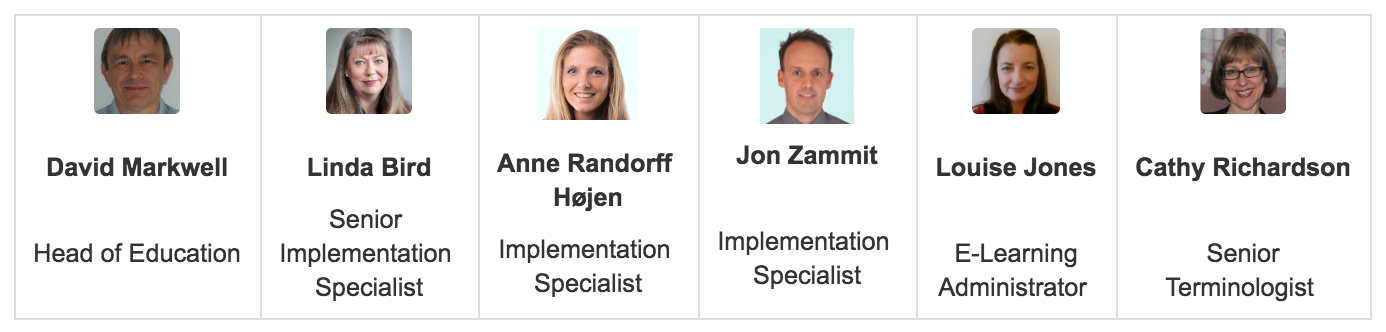 David Markwell
Head of Education
Linda Bird
Senior
Implementation
Specialist
Anne Randorff
Højen
Implementation
Specialist
Jon Zammit
Implementation
Specialist
Louise Jones
E-Learning
Administrator
Cathy Richardson
Senior
Terminologist